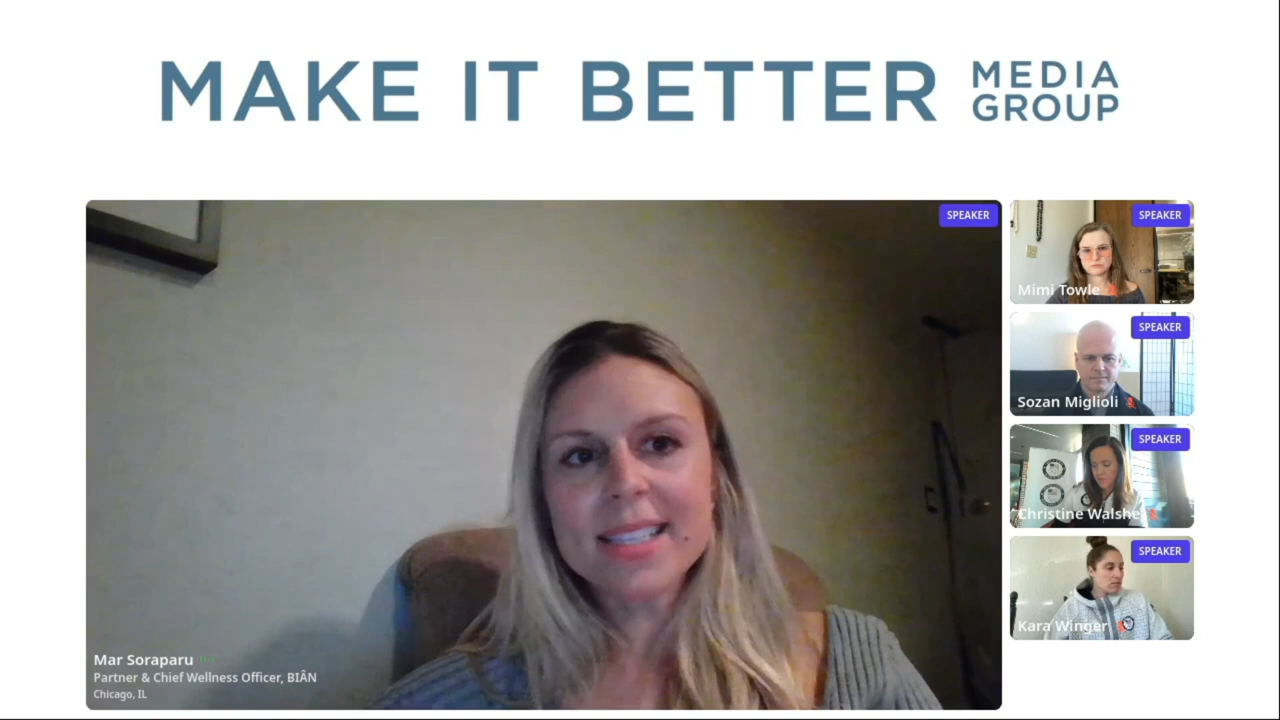 MAKE IT BETTER MEDIA GROUP
SPEAKER
Mar Soraparu
Partner & Chief Wellness Officer, BIÂN
Chicago, IL
SPEAKER
Mimi Towle
SPEAKER
Sozan Miglioli
SPEAKER
Christine Walshe
SPEAKER
Kara Winger